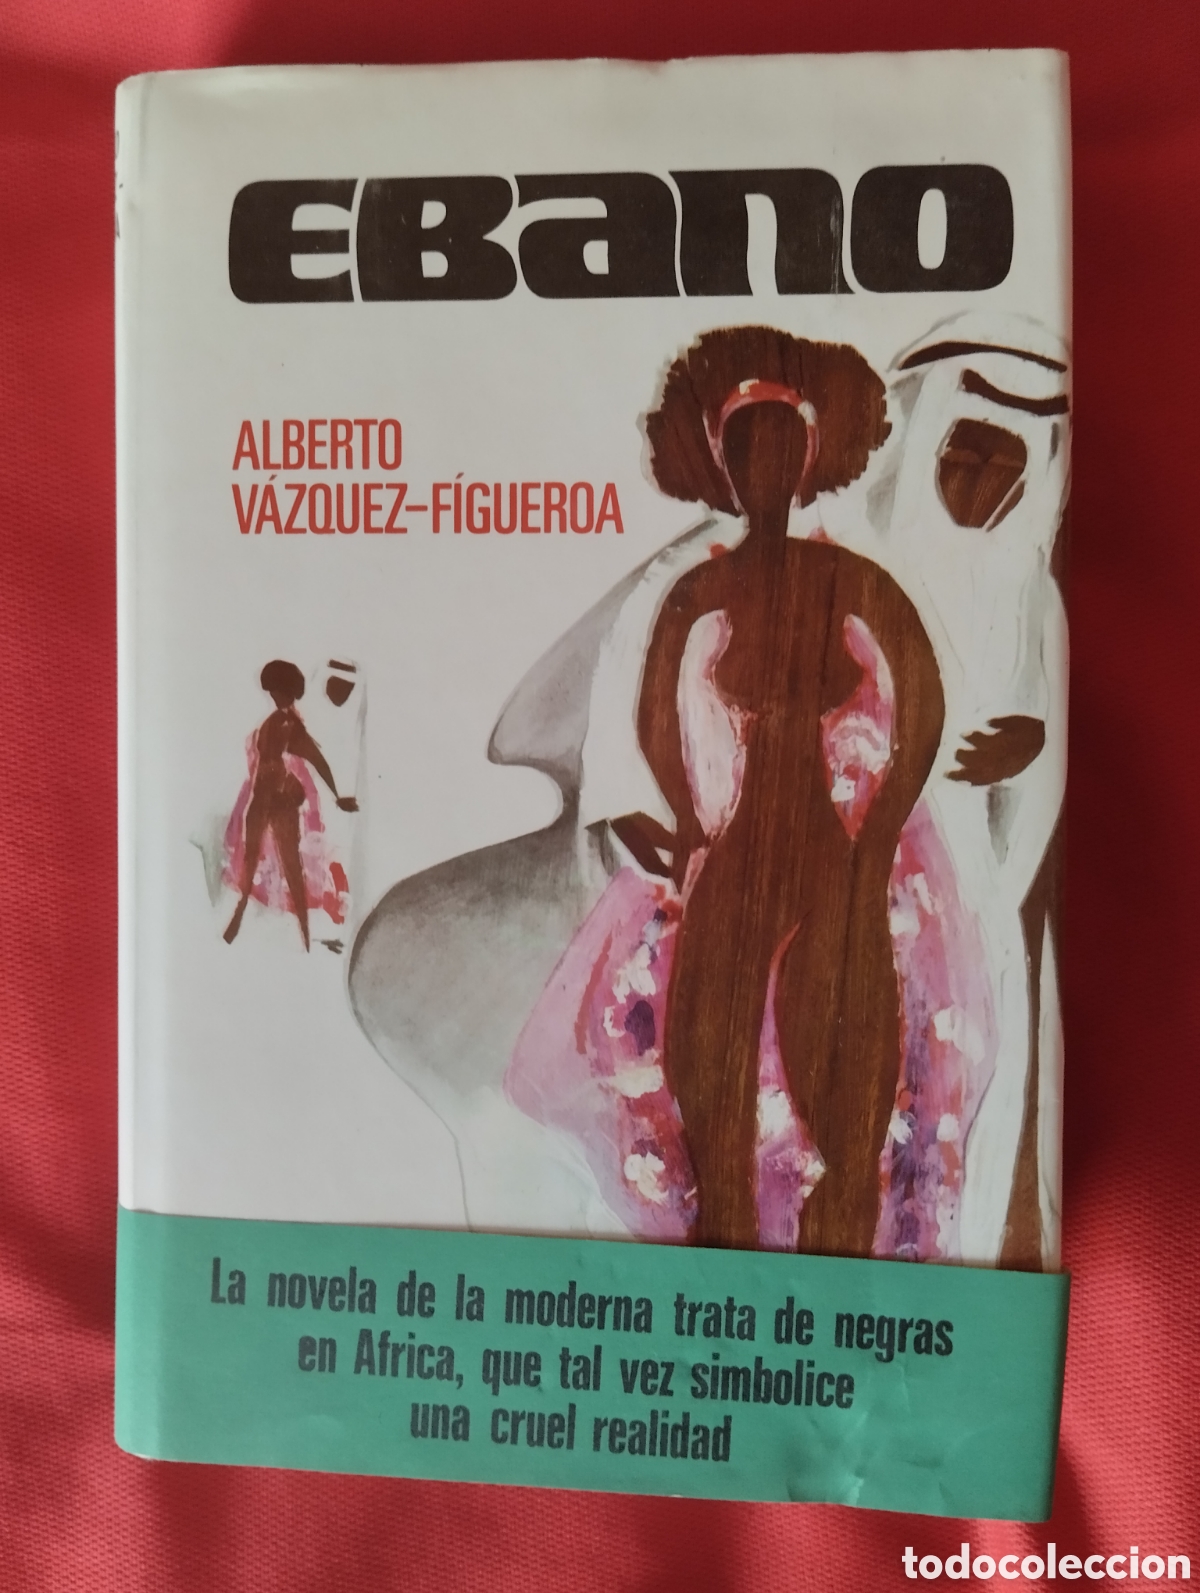 EBANO
ALBERTO
VÁZQUEZ-FÍGUEROA
La novela de la moderna trata de negras
en Africa, que tal vez simbolice
una cruel realidad
todocoleccion